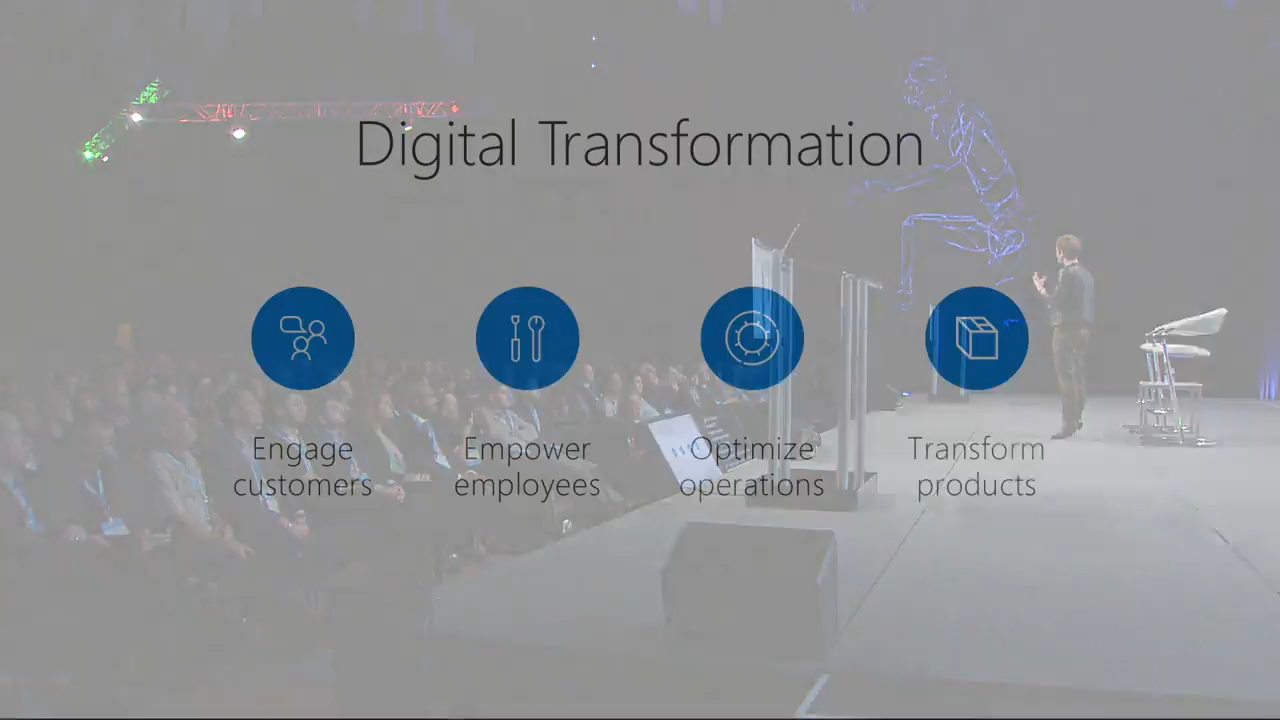 Digital Transformation
Engage
customers
Empower
employees
Optimize
operations
Transform
products